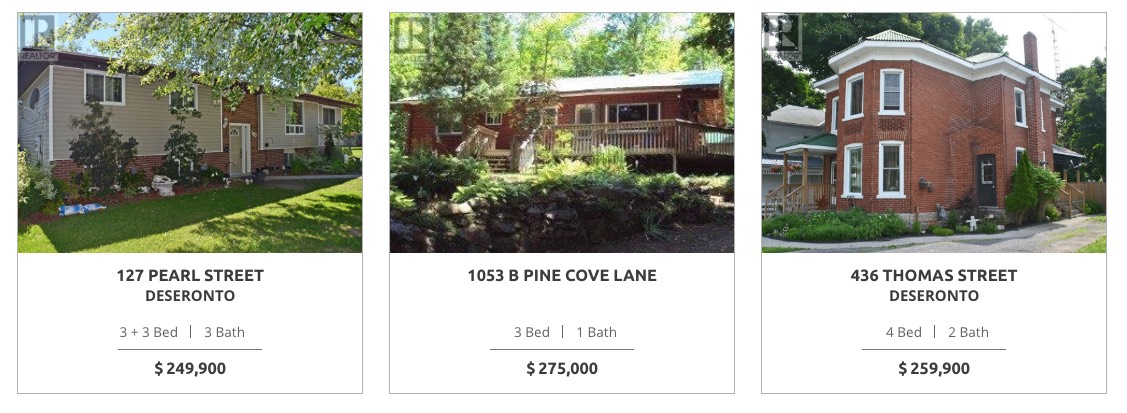 REALTOR
127 PEARL STREET
DESERONTO
3 + 3 Bed | 3 Bath
$ 249,900
1053 B PINE COVE LANE
3 Bed | 1 Bath
$ 275,000
REALTOR
436 THOMAS STREET
DESERONTO
4 Bed | 2 Bath
$ 259,900